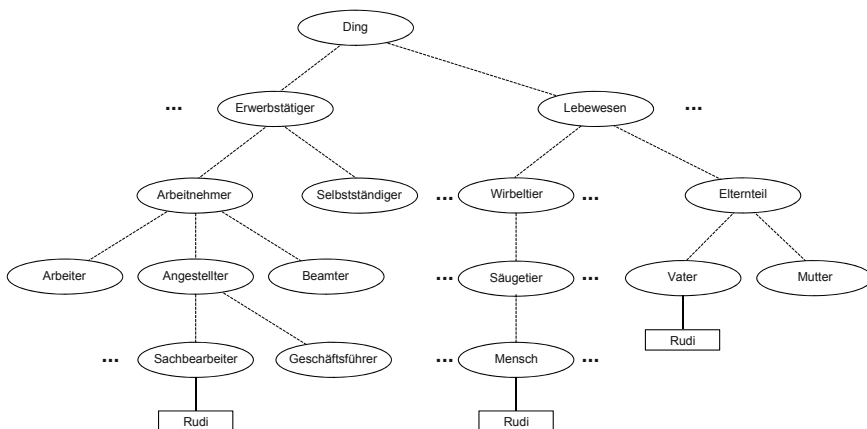 Ding
... Erwerbstätiger Lebewesen ...
Arbeitnehmer Selbstständiger ... Wirbeltier ... Elternteil
Arbeiter Angestellter Beamter Säugetier ... Vater Mutter
Rudi
... Sachbearbeiter Geschäftsführer ... Mensch ...
Rudi Rudi